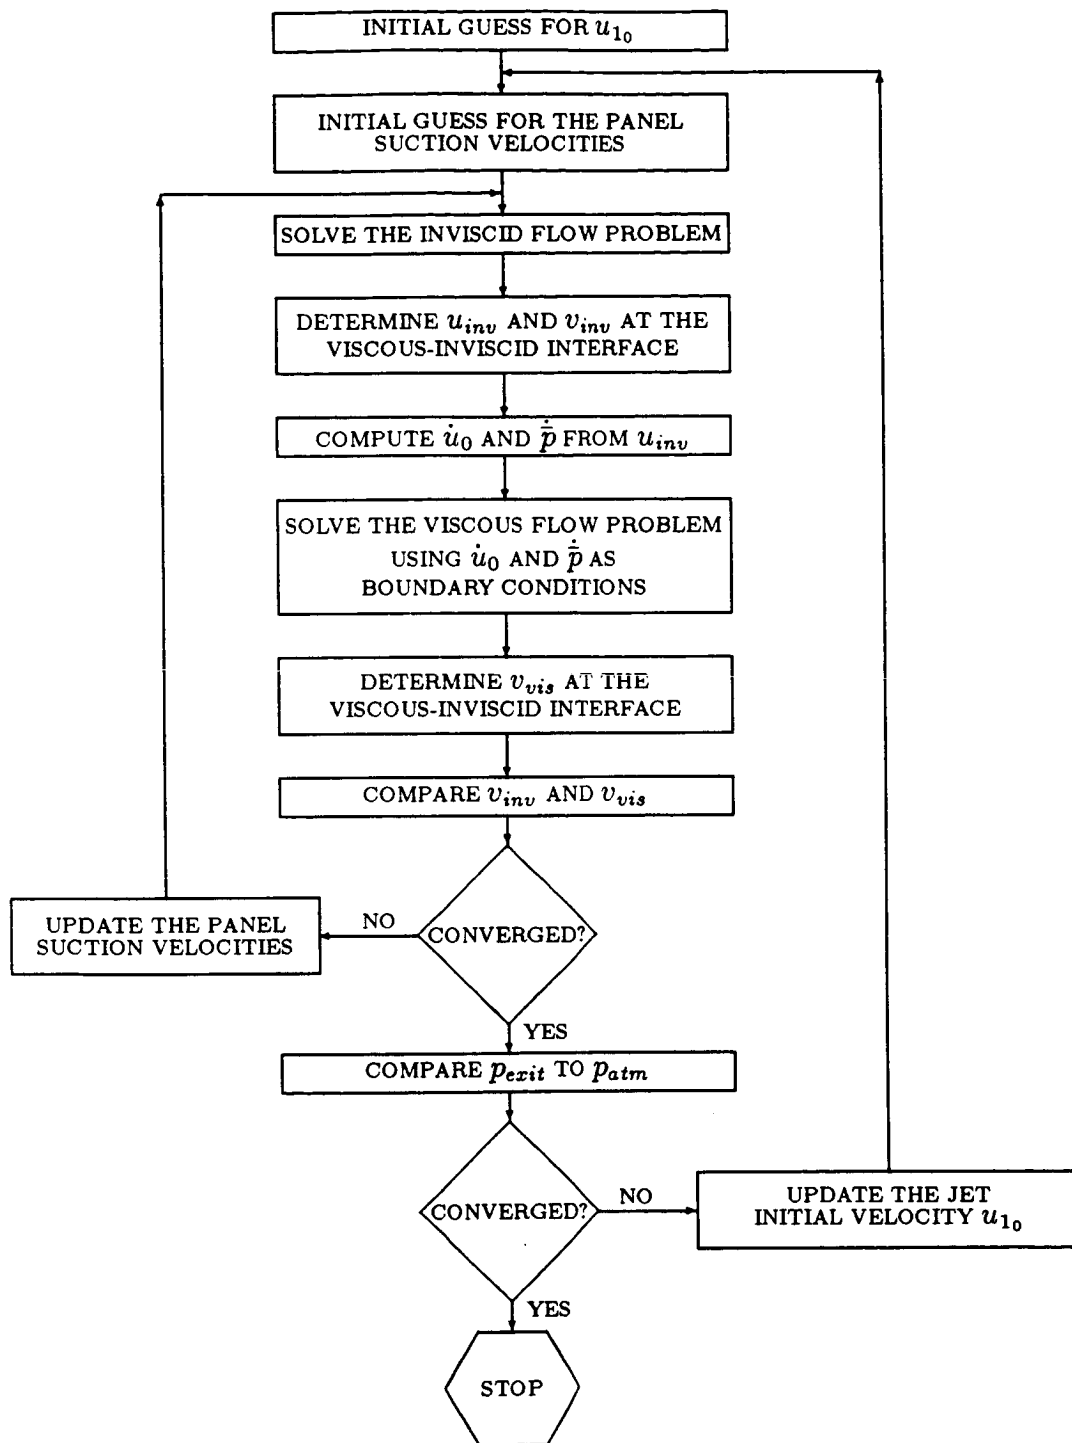 INITIAL GUESS FOR u₁₀
INITIAL GUESS FOR THE PANEL
SUCTION VELOCITIES
SOLVE THE INVISCID FLOW PROBLEM
DETERMINE u_inv AND v_inv AT THE
VISCOUS-INVISCID INTERFACE
COMPUTE u̇₀ AND p̄̇ FROM u_inv
SOLVE THE VISCOUS FLOW PROBLEM
USING u̇₀ AND p̄̇ AS
BOUNDARY CONDITIONS
DETERMINE v_vis AT THE
VISCOUS-INVISCID INTERFACE
COMPARE v_inv AND v_vis
CONVERGED?
NO
UPDATE THE PANEL
SUCTION VELOCITIES
YES
COMPARE p_exit TO p_atm
CONVERGED?
NO
UPDATE THE JET
INITIAL VELOCITY u₁₀
YES
STOP